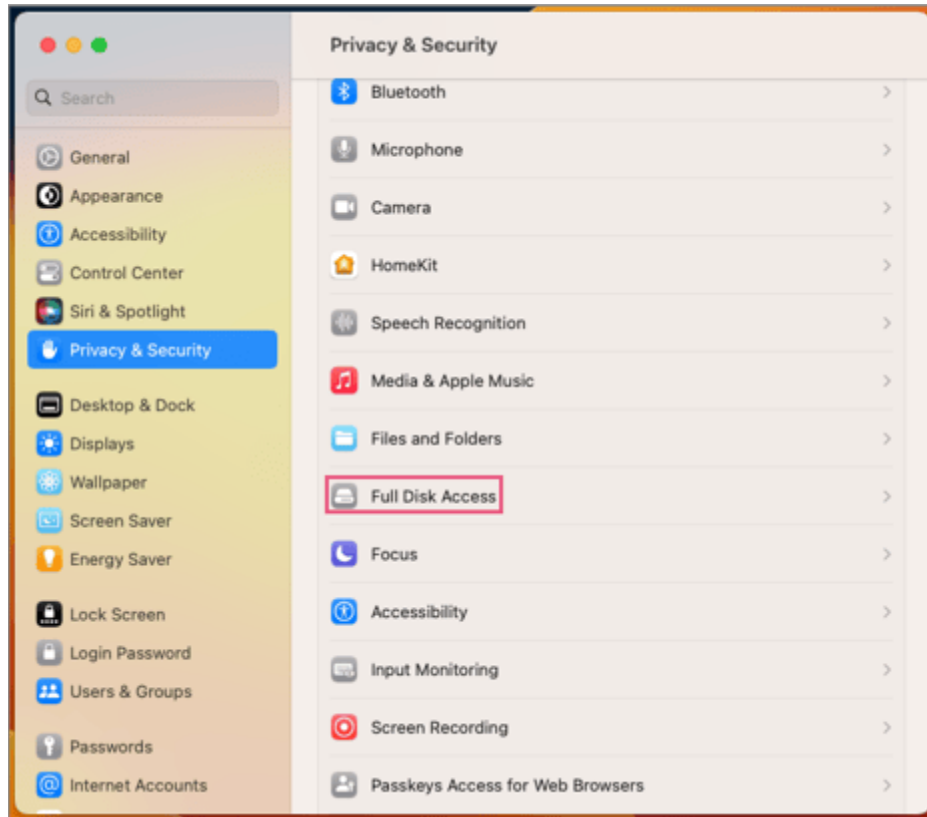 Search
General
Appearance
Accessibility
Control Center
Siri & Spotlight
Privacy & Security
Desktop & Dock
Displays
Wallpaper
Screen Saver
Energy Saver
Lock Screen
Login Password
Users & Groups
Passwords
Internet Accounts
Privacy & Security
Bluetooth
Microphone
Camera
HomeKit
Speech Recognition
Media & Apple Music
Files and Folders
Full Disk Access
Focus
Accessibility
Input Monitoring
Screen Recording
Passkeys Access for Web Browsers